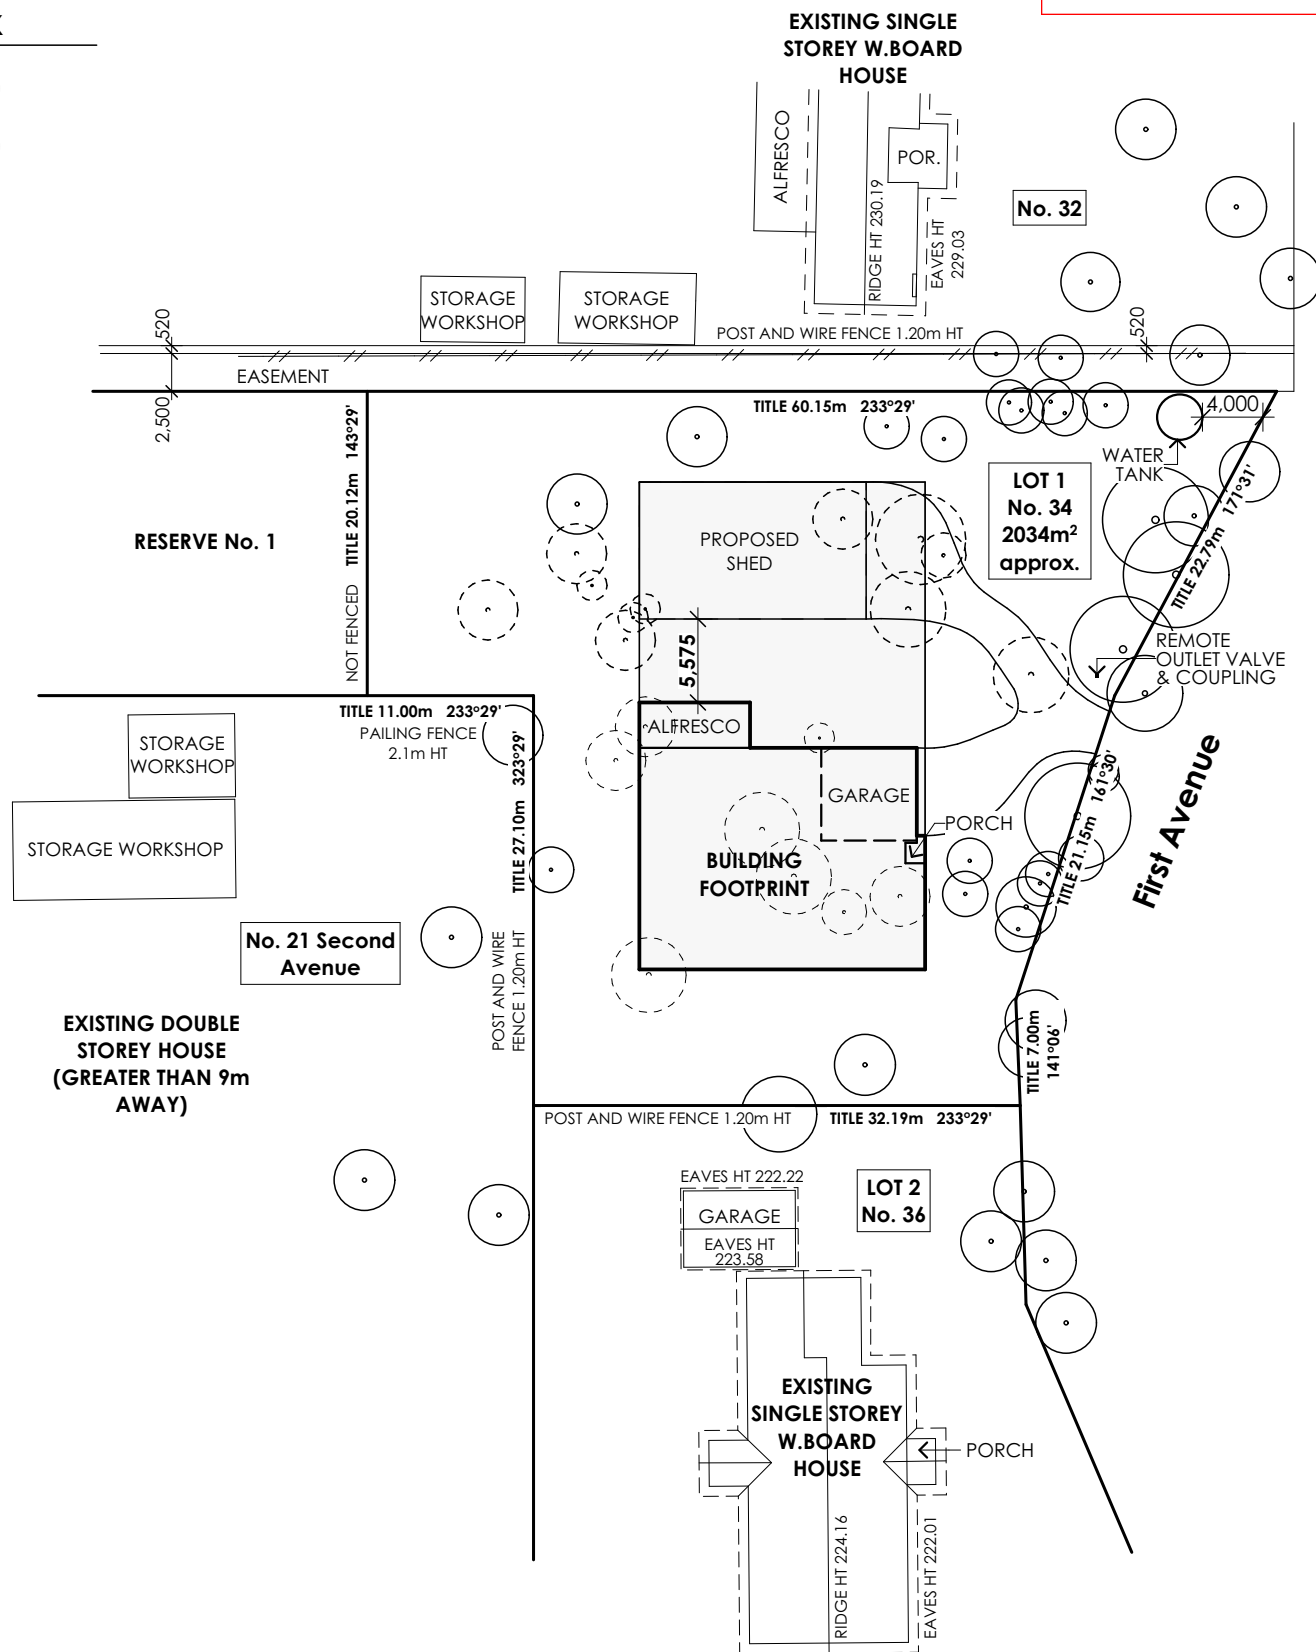 EXISTING SINGLE
STOREY W.BOARD
HOUSE
ALFRESCO
POR.
RIDGE HT 230.19
EAVES HT
229.03
No. 32
STORAGE
WORKSHOP
STORAGE
WORKSHOP
POST AND WIRE FENCE 1.20m HT
520
520
EASEMENT
2,500
TITLE 60.15m 233°29'
4,000
WATER
TANK
TITLE 20.12m 143°29'
NOT FENCED
RESERVE No. 1
LOT 1
No. 34
2034m²
approx.
PROPOSED
SHED
TITLE 22.79m 171°31'
5,575
REMOTE
OUTLET VALVE
& COUPLING
TITLE 11.00m 233°29'
PAILING FENCE
2.1m HT
STORAGE
WORKSHOP
ALFRESCO
TITLE 27.10m 323°29'
GARAGE
PORCH
STORAGE WORKSHOP
BUILDING
FOOTPRINT
TITLE 21.15m 161°30'
First Avenue
No. 21 Second
Avenue
POST AND WIRE
FENCE 1.20m HT
EXISTING DOUBLE
STOREY HOUSE
(GREATER THAN 9m
AWAY)
TITLE 7.00m
141°06'
POST AND WIRE FENCE 1.20m HT
TITLE 32.19m 233°29'
EAVES HT 222.22
GARAGE
EAVES HT
223.58
LOT 2
No. 36
EXISTING
SINGLE STOREY
W.BOARD
HOUSE
PORCH
RIDGE HT 224.16
EAVES HT 222.01